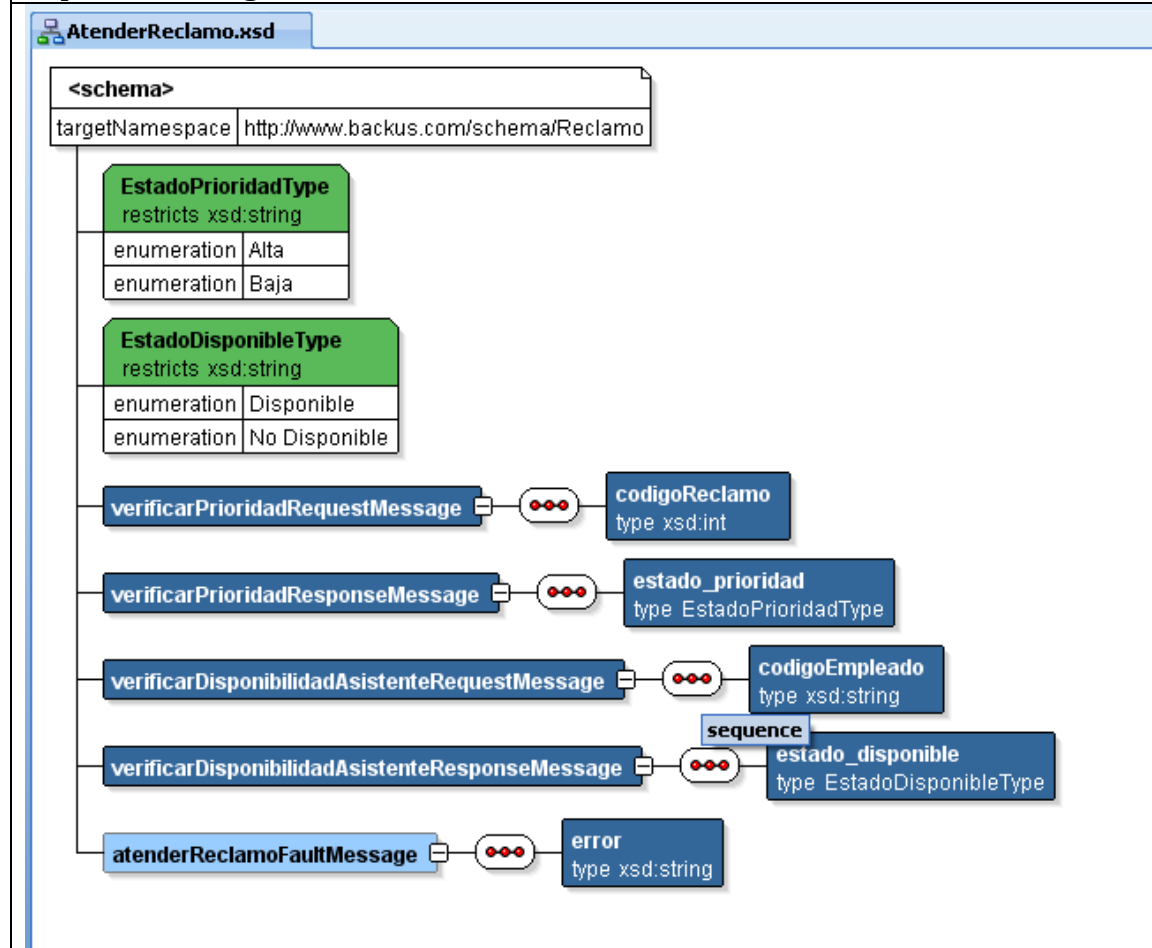 AtenderReclamo.xsd
<schema>
targetNamespace http://www.backus.com/schema/Reclamo
EstadoPrioridadType
restricts xsd:string
enumeration Alta
enumeration Baja
EstadoDisponibleType
restricts xsd:string
enumeration Disponible
enumeration No Disponible
verificarPrioridadRequestMessage
codigoReclamo
type xsd:int
verificarPrioridadResponseMessage
estado_prioridad
type EstadoPrioridadType
verificarDisponibilidadAsistenteRequestMessage
codigoEmpleado
type xsd:string
sequence
verificarDisponibilidadAsistenteResponseMessage
estado_disponible
type EstadoDisponibleType
atenderReclamoFaultMessage
error
type xsd:string